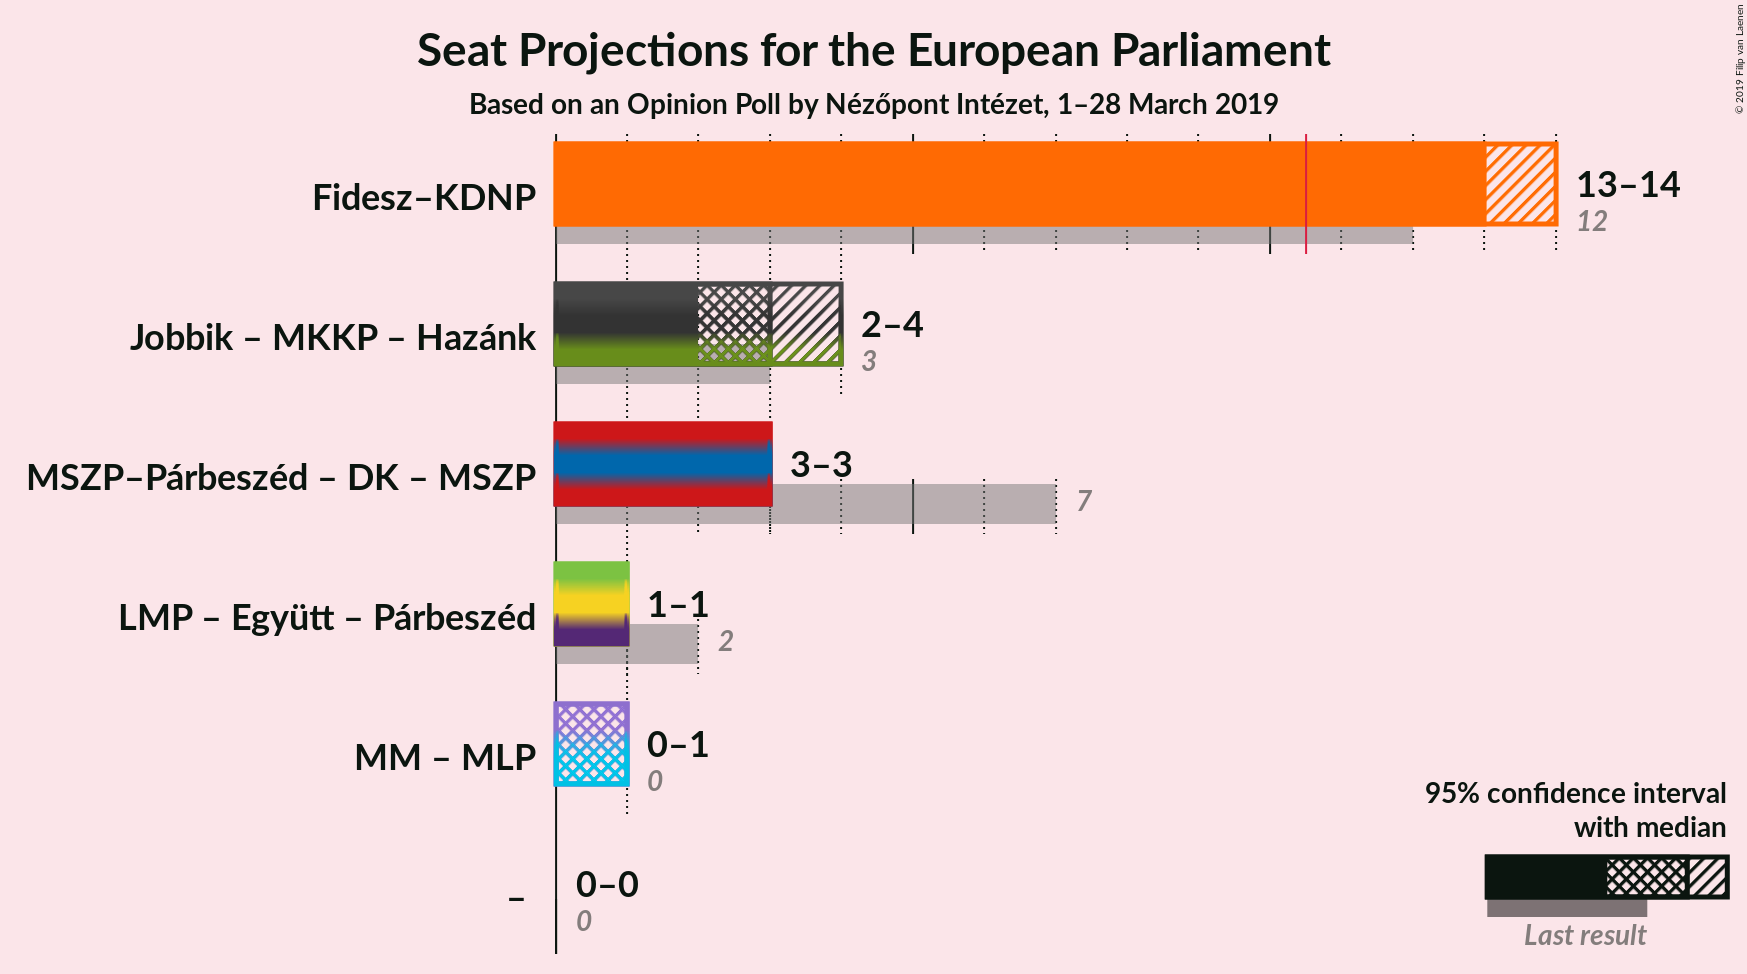 Seat Projections for the European Parliament
Based on an Opinion Poll by Nézőpont Intézet, 1–28 March 2019
© 2019 Filip van Laenen
Fidesz–KDNP
13–14
12
Jobbik – MKKP – Hazánk
2–4
3
MSZP–Párbeszéd – DK – MSZP
3–3
7
LMP – Együtt – Párbeszéd
1–1
2
MM – MLP
0–1
0
–
0–0
0
95% confidence interval
with median
Last result